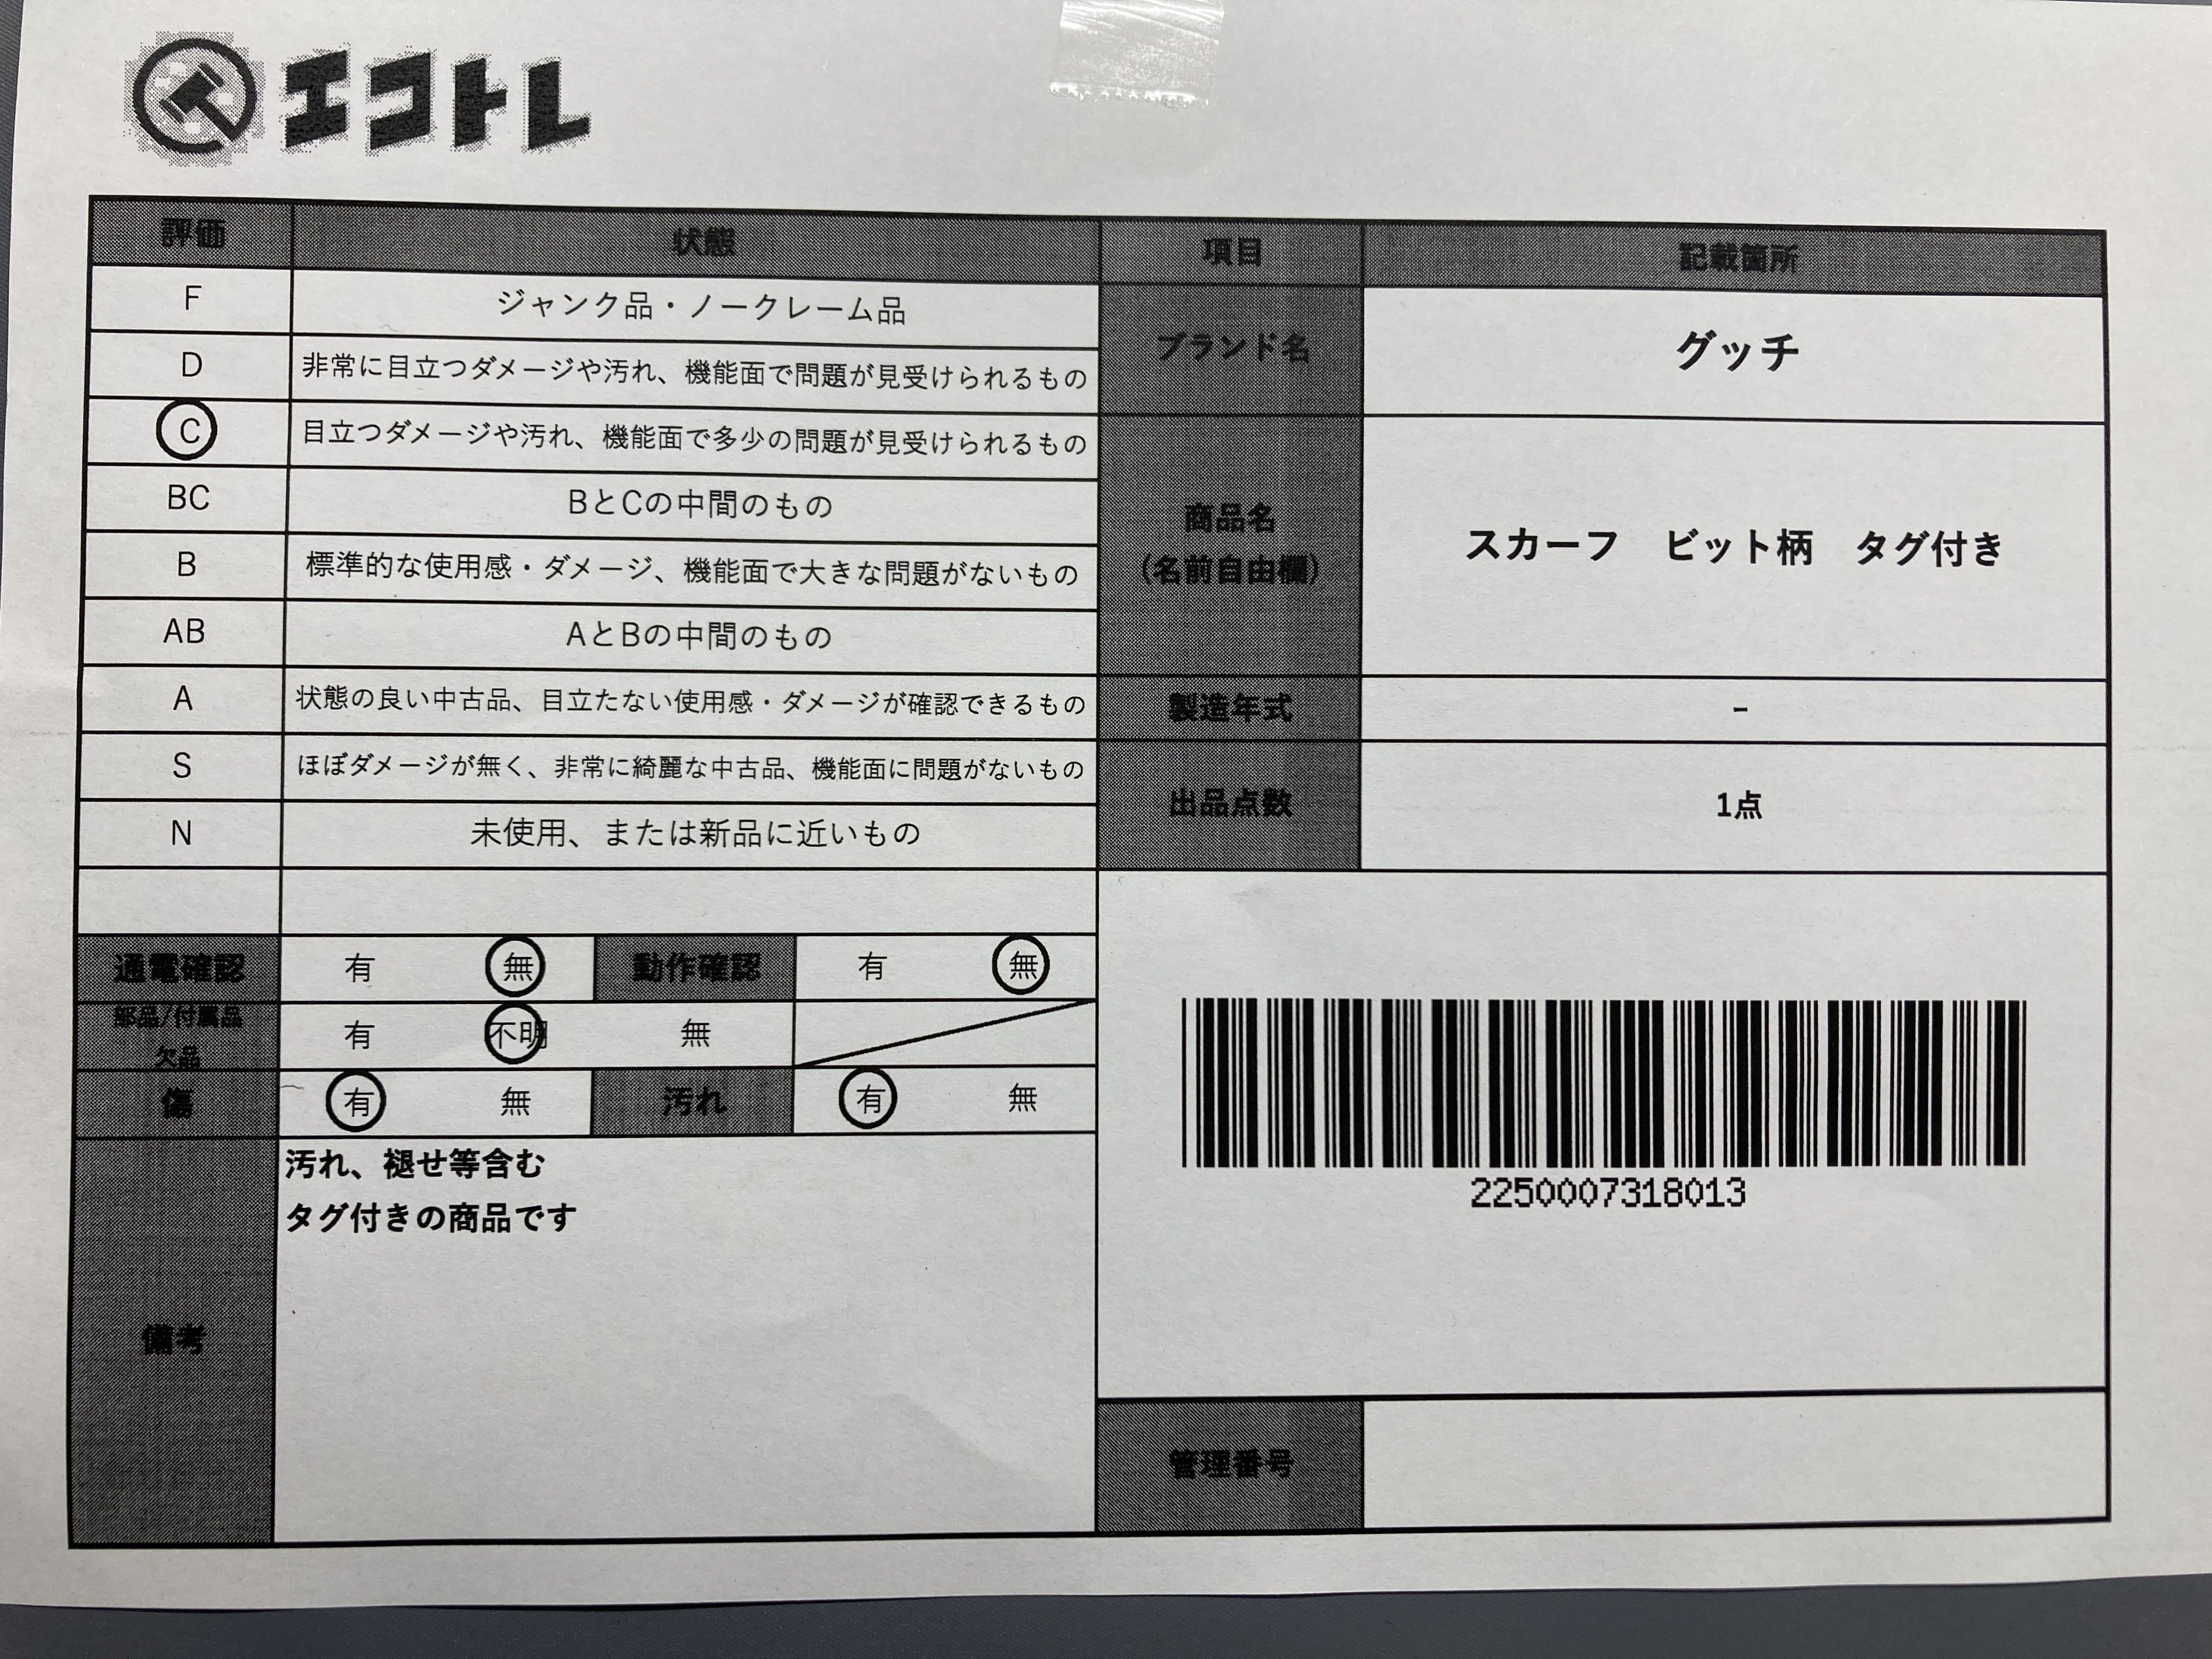 エコトレ
評価 状態 項目 記載箇所
F ジャンク品・ノークレーム品
D 非常に目立つダメージや汚れ、機能面で問題が見受けられるもの
ブランド名 グッチ
C 目立つダメージや汚れ、機能面で多少の問題が見受けられるもの
BC BとCの中間のもの
B 標準的な使用感・ダメージ、機能面で大きな問題がないもの
商品名
(名前自由欄)
スカーフ ビット柄 タグ付き
AB AとBの中間のもの
A 状態の良い中古品、目立たない使用感・ダメージが確認できるもの
製造年式 -
S ほぼダメージが無く、非常に綺麗な中古品、機能面に問題がないもの
N 未使用、または新品に近いもの
出品点数 1点
通電確認 有 無 動作確認 有 無
部品/付属品
欠品
有 不明 無
傷 有 無 汚れ 有 無
備考
汚れ、褪せ等含む
タグ付きの商品です
2250007318013
管理番号